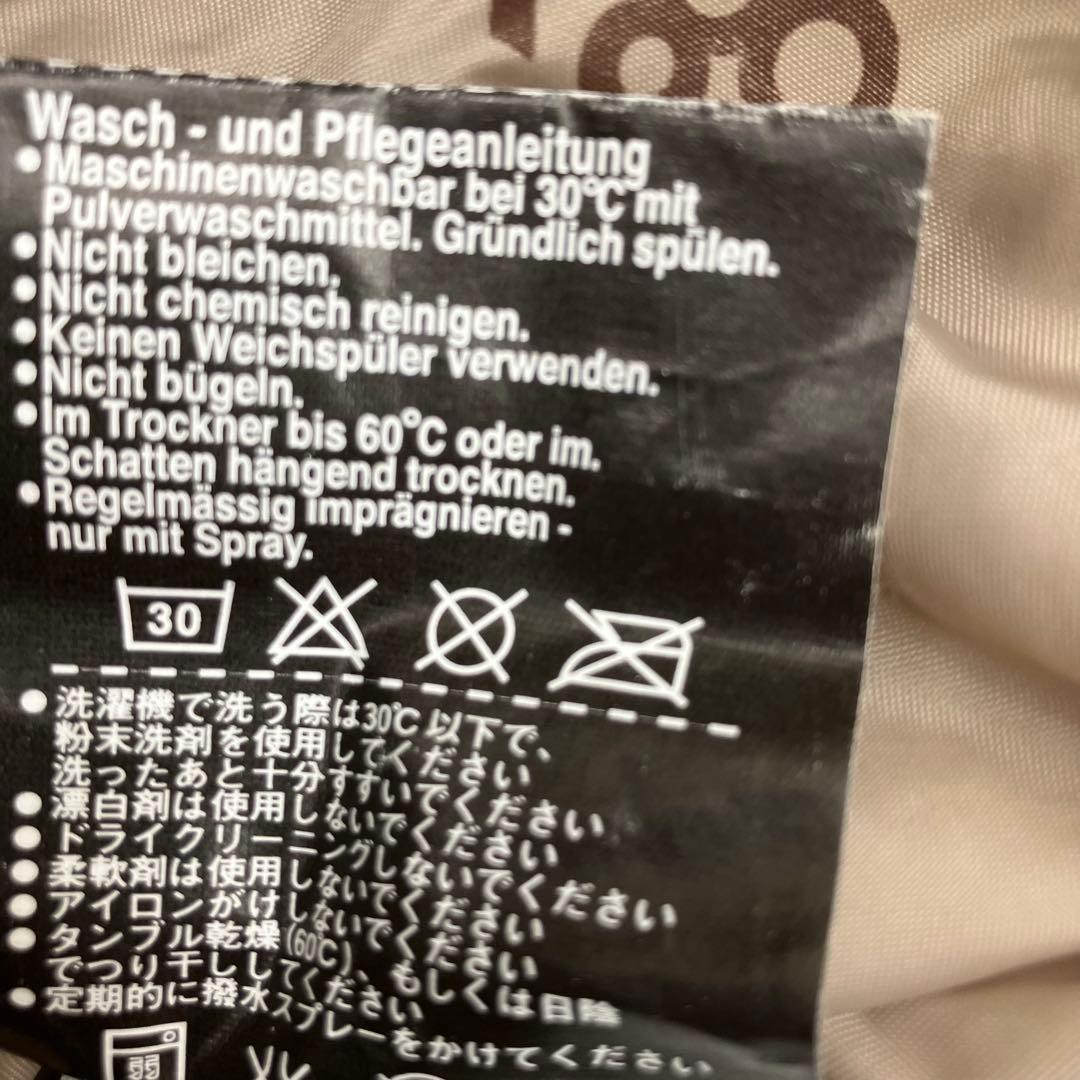 Wasch - und Pflegeanleitung
•Maschinenwaschbar bei 30°C mit
Pulverwaschmittel. Gründlich spülen.
•Nicht bleichen.
•Nicht chemisch reinigen.
•Keinen Weichspüler verwenden.
•Nicht bügeln.
•Im Trockner bis 60°C oder im.
Schatten hängend trocknen.
•Regelmässig imprägnieren -
nur mit Spray.
30
●洗濯機で洗う際は30℃以下で、
粉末洗剤を使用してください
洗ったあと十分すすいでください
●漂白剤は使用しないでください
●ドライクリーニングしないでください
●柔軟剤は使用しないでください
●アイロンがけしないでください
●タンブル乾燥(60℃)、もしくは日陰
でつり干ししてください
●定期的に撥水スプレーをかけてください
弱